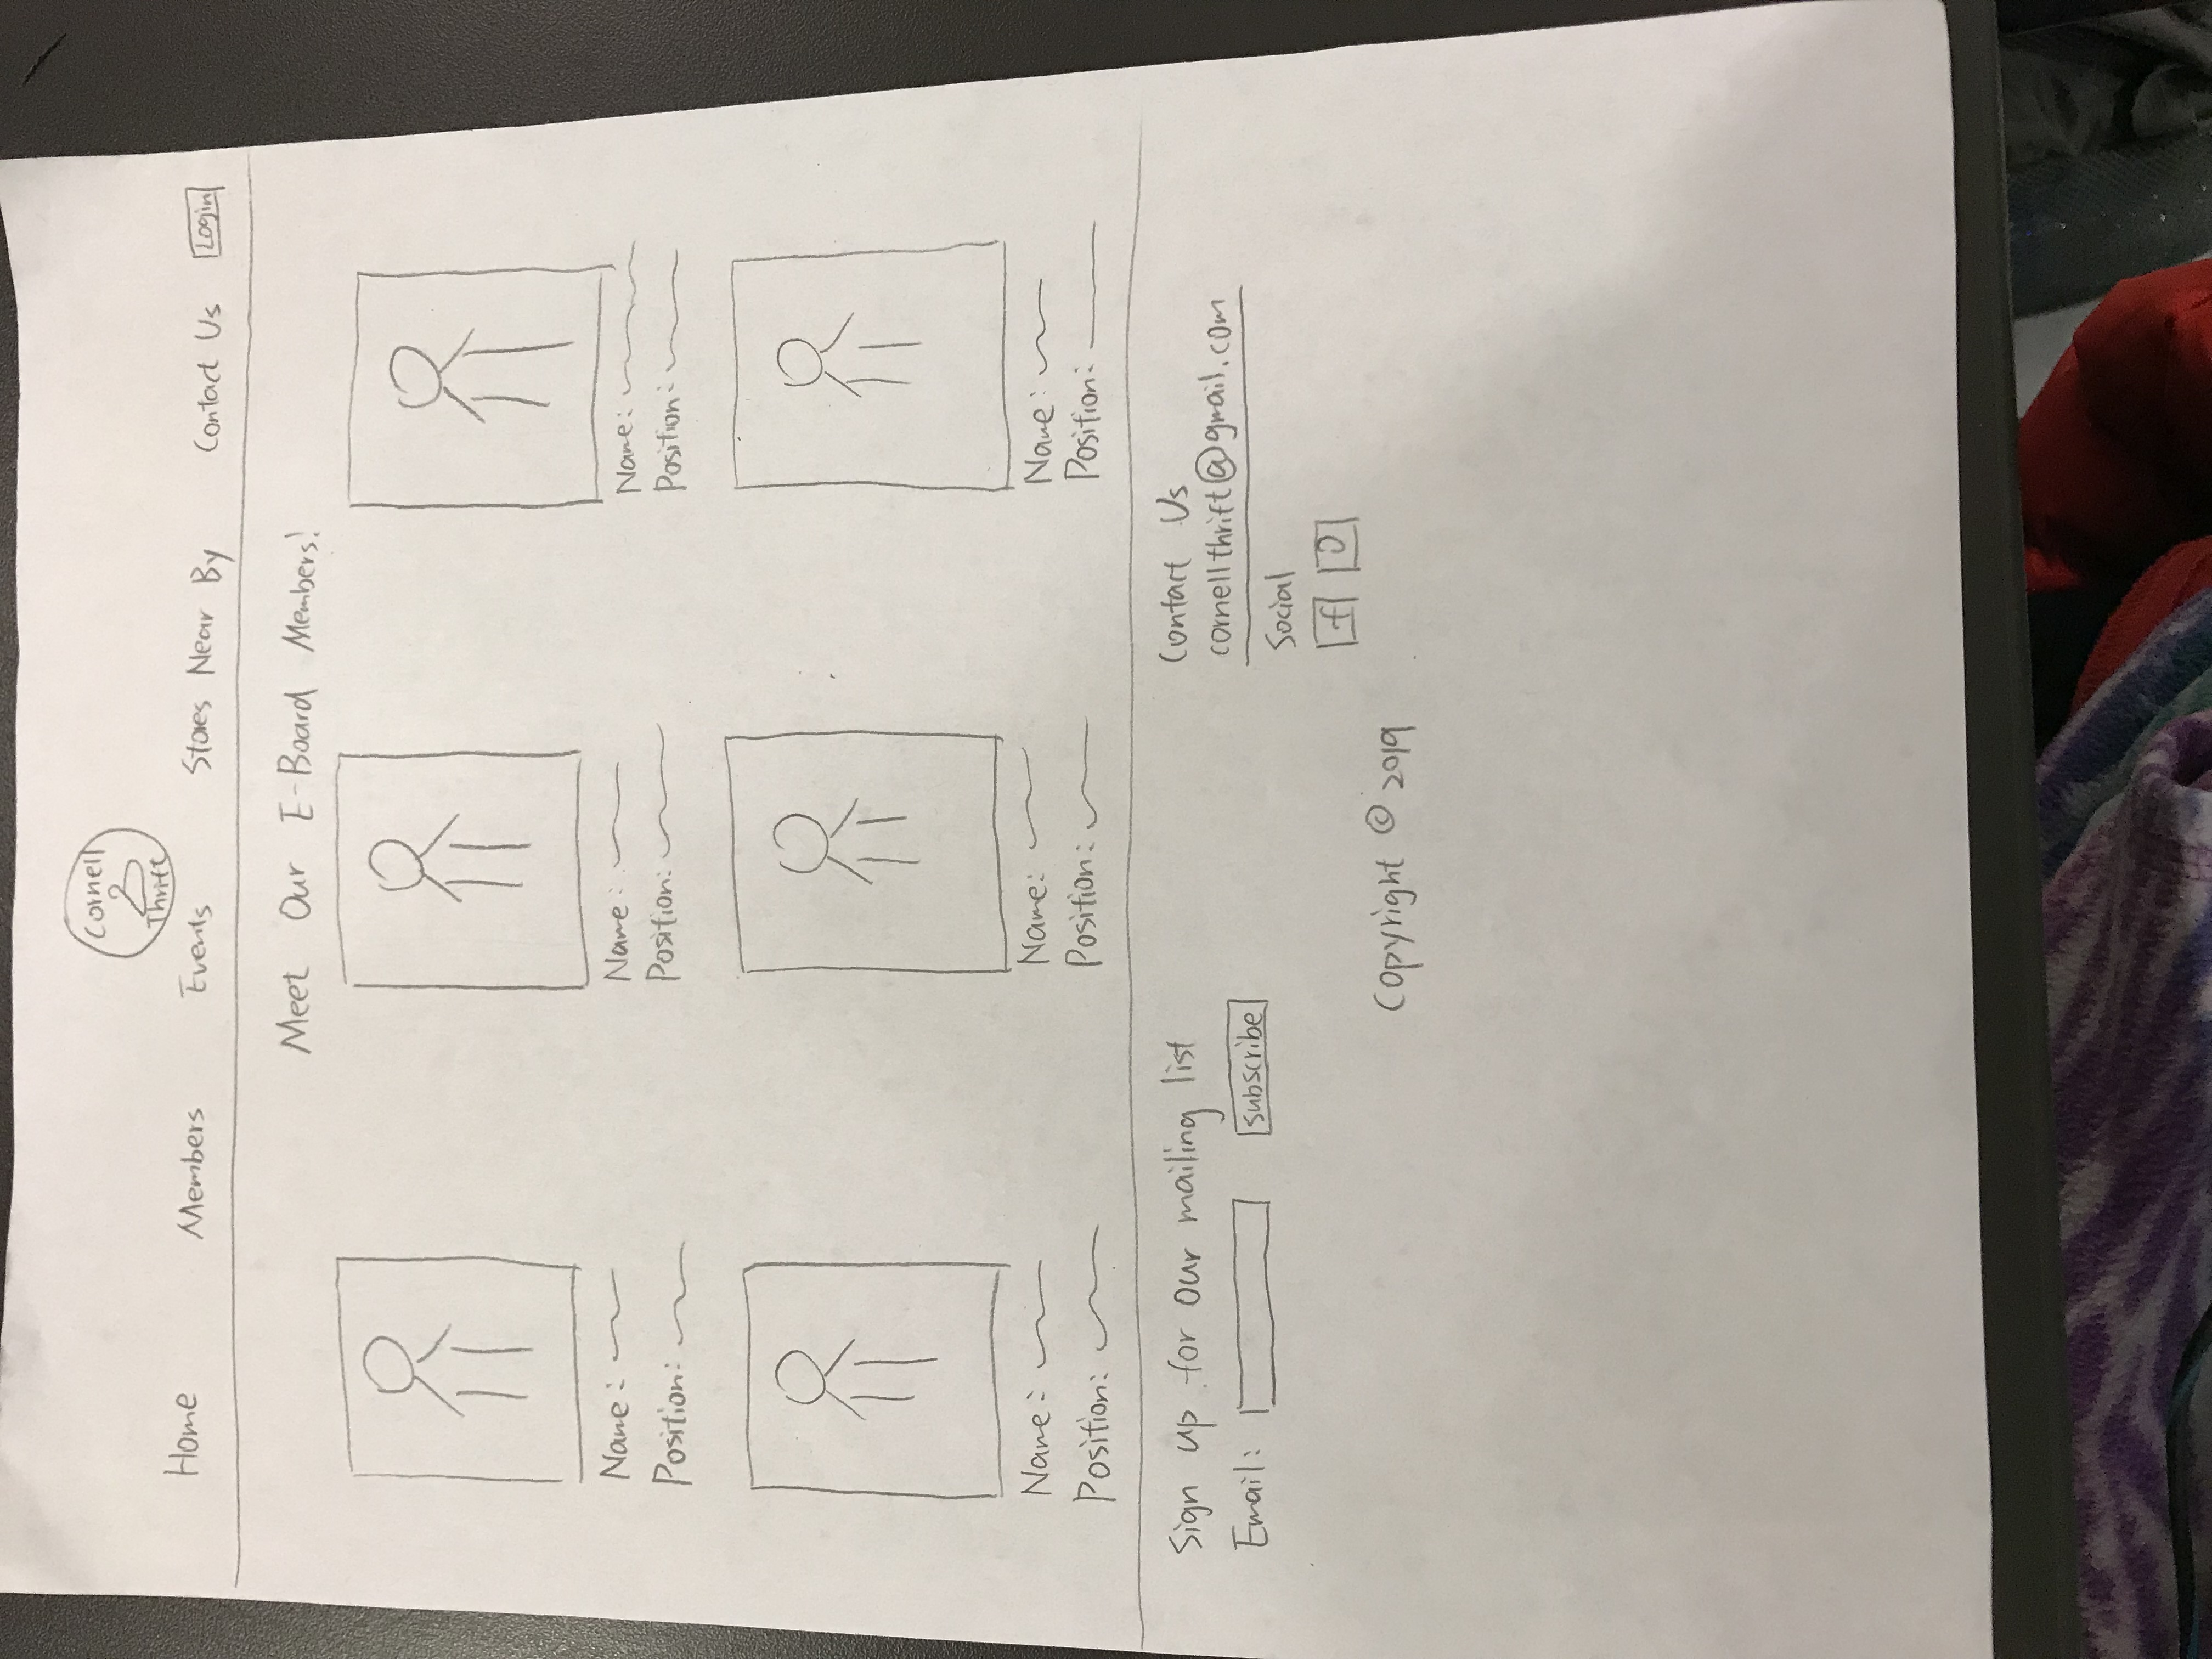 Cornell
Thrift
Home Members Events Stores Near By Contact Us Login
Meet Our E-Board Members!
Name: Name: Name:
Position: Position: Position:
Name: Name: Name:
Position: Position: Position:
Sign up for our mailing list
Email: subscribe
Contact Us
cornellthrift@gmail.com
Social
f
Copyright © 2019